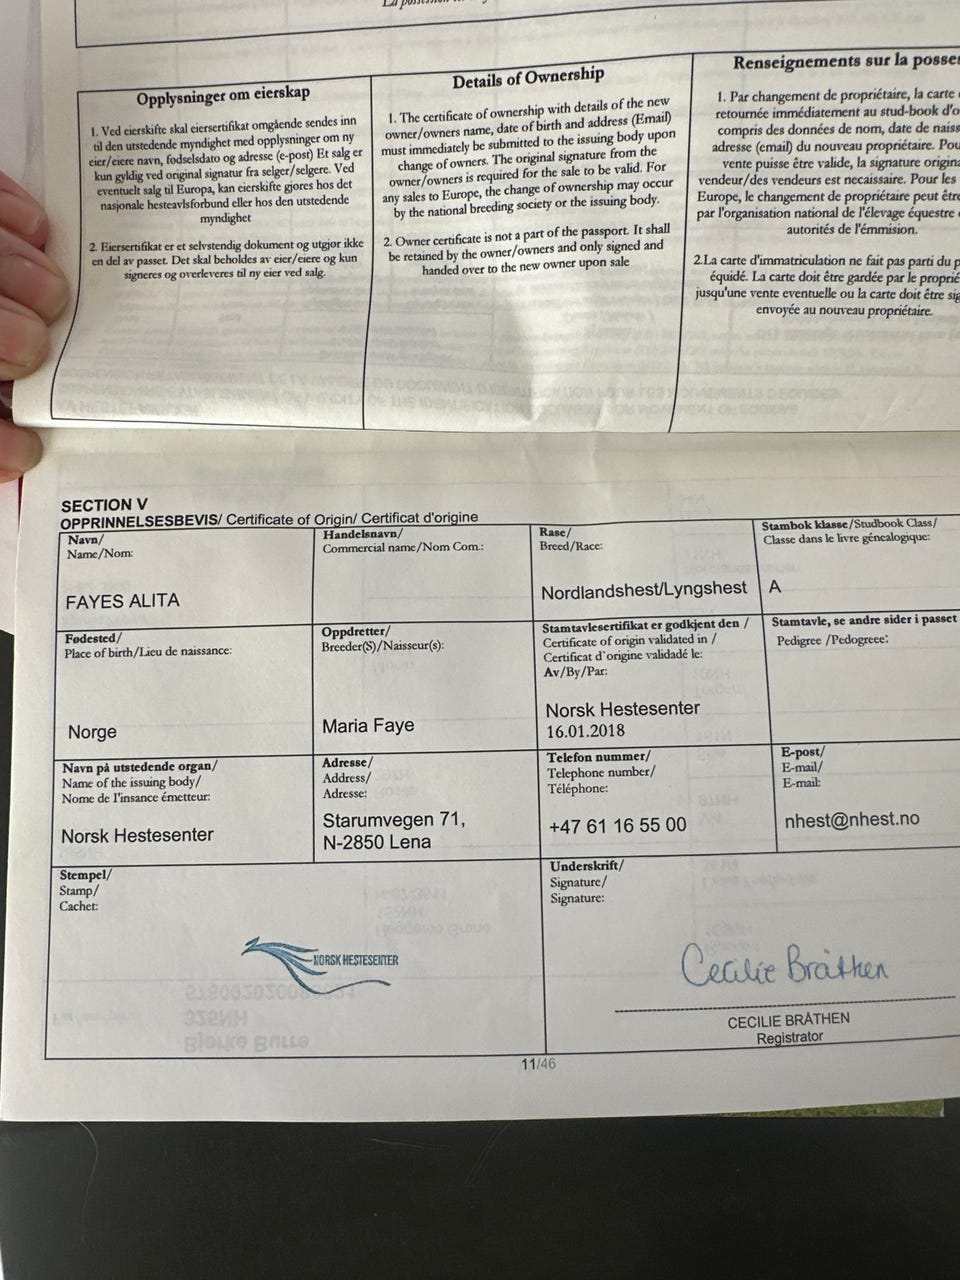 Opplysninger om eierskap
1. Ved eierskifte skal eiersertifikat omgående sendes inn
til den utstedende myndighet med opplysninger om ny
eier/eiere navn, fødselsdato og adresse (e-post) Et salg er
kun gyldig ved original signatur fra selger/selgere. Ved
eventuelt salg til Europa, kan eierskifte gjøres hos det
nasjonale hesteavlsforbund eller hos den utstedende
myndighet
2. Eiersertifikat er et selvstendig dokument og utgjør ikke
en del av passet. Det skal beholdes av eier/eiere og kun
signeres og overleveres til ny eier ved salg.
Details of Ownership
1. The certificate of ownership with details of the new
owner/owners name, date of birth and address (Email)
must immediately be submitted to the issuing body upon
change of owners. The original signature from the
owner/owners is required for the sale to be valid. For
any sales to Europe, the change of ownership may occur
by the national breeding society or the issuing body.
2. Owner certificate is not a part of the passport. It shall
be retained by the owner/owners and only signed and
handed over to the new owner upon sale
Renseignements sur la posses
1. Par changement de propriétaire, la carte
retournée immédiatement au stud-book d'o
compris des données de nom, date de naiss
adresse (email) du nouveau propriétaire. Pou
vente puisse être valide, la signature origina
vendeur/des vendeurs est necaissaire. Pour les
Europe, le changement de propriétaire peut êtr
par l'organisation national de l'élevage équestre
autorités de l'émmision.
2.La carte d'immatriculation ne fait pas parti du p
équidé. La carte doit être gardée par le proprié
jusqu'une vente eventuelle ou la carte doit être sig
envoyée au nouveau propriétaire.
SECTION V
OPPRINNELSESBEVIS/ Certificate of Origin/ Certificat d'origine
Navn/
Name/Nom:
FAYES ALITA
Handelsnavn/
Commercial name/Nom Com.:
Rase/
Breed/Race:
Nordlandshest/Lyngshest
Stambok klasse/Studbook Class/
Classe dans le livre génealogique:
A
Fødested/
Place of birth/Lieu de naissance:
Norge
Oppdretter/
Breeder(S)/Naisseur(s):
Maria Faye
Stamtavlesertifikat er godkjent den /
Certificate of origin validated in /
Certificat d`origine validadé le:
Av/By/Par:
Norsk Hestesenter
16.01.2018
Stamtavle, se andre sider i passet
Pedigree /Pedogreee:
Navn på utstedende organ/
Name of the issuing body/
Nome de l'insance émetteur:
Norsk Hestesenter
Adresse/
Address/
Adresse:
Starumvegen 71,
N-2850 Lena
Telefon nummer/
Telephone number/
Téléphone:
+47 61 16 55 00
E-post/
E-mail/
E-mail:
nhest@nhest.no
Stempel/
Stamp/
Cachet:
NORSK HESTESENTER
Underskrift/
Signature/
Signature:
Cecilie Bråthen
CECILIE BRÅTHEN
Registrator
11/46